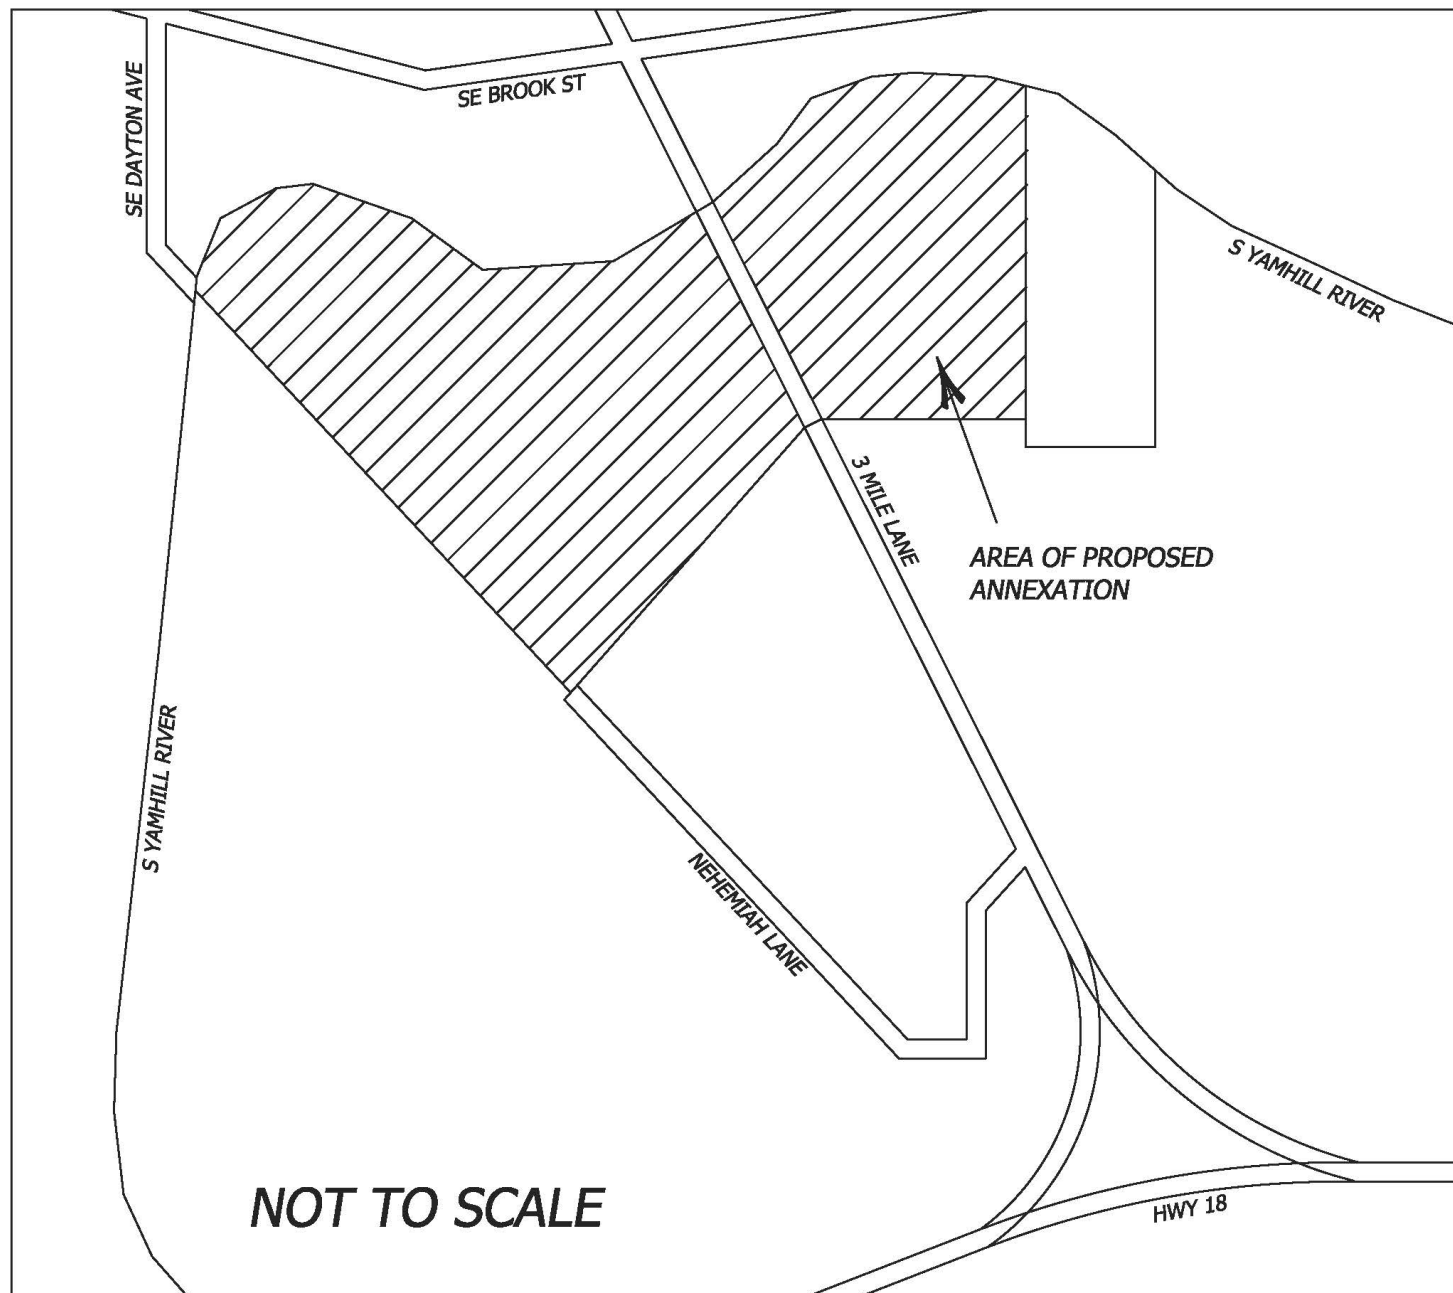 SE BROOK ST
SE DAYTON AVE
S YAMHILL RIVER
3 MILE LANE
AREA OF PROPOSED
ANNEXATION
S YAMHILL RIVER
NEHEMIAH LANE
NOT TO SCALE
HWY 18